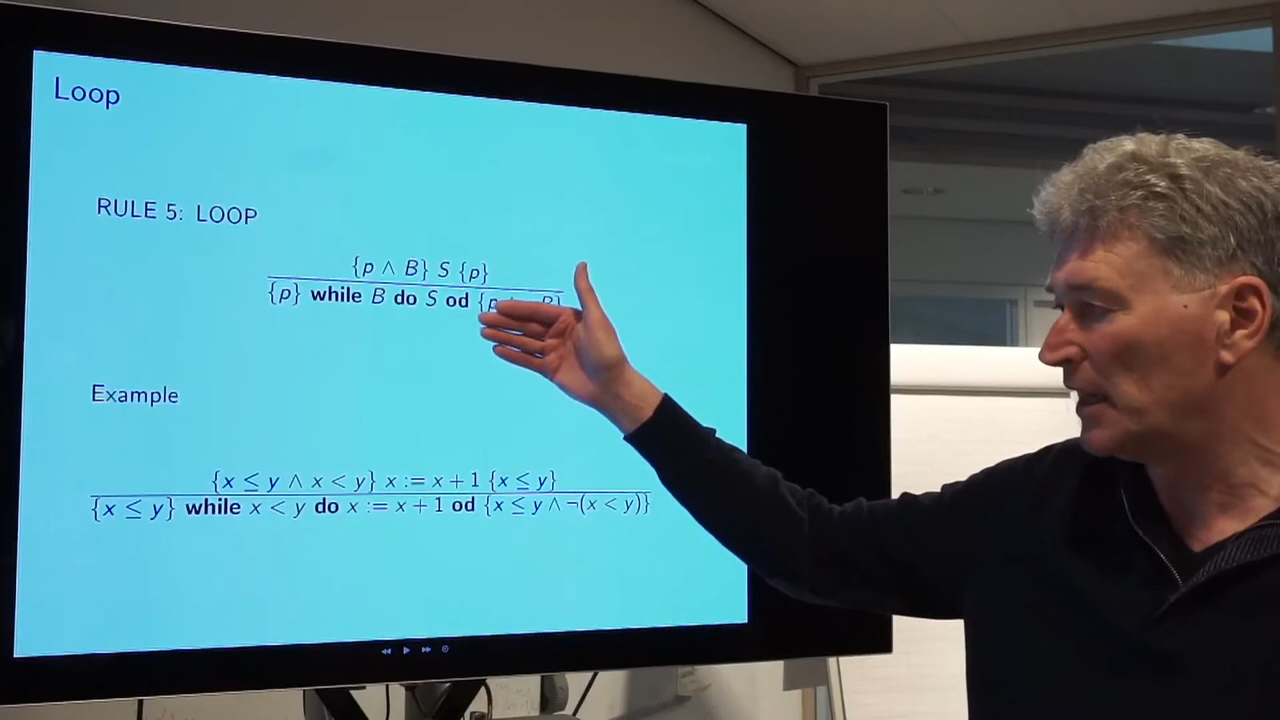 Loop
RULE 5: LOOP
{p ∧ B} S {p}
{p} while B do S od {p
Example
{x ≤ y ∧ x < y} x := x + 1 {x ≤ y}
{x ≤ y} while x < y do x := x + 1 od {x ≤ y ∧ ¬(x < y)}